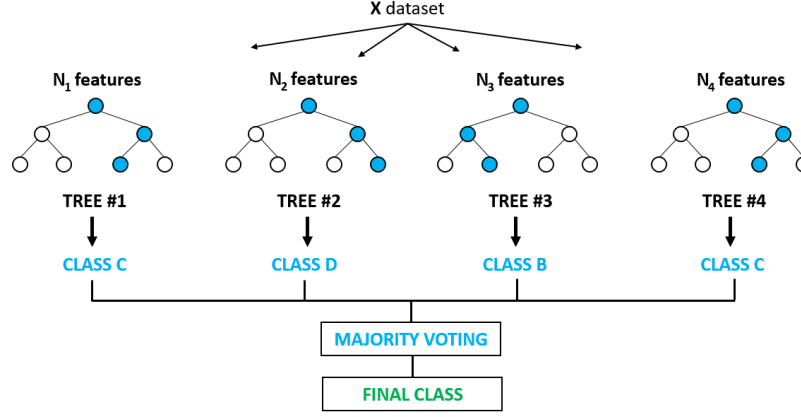 X dataset
N₁ features
N₂ features
N₃ features
N₄ features
TREE #1
TREE #2
TREE #3
TREE #4
CLASS C
CLASS D
CLASS B
CLASS C
MAJORITY VOTING
FINAL CLASS